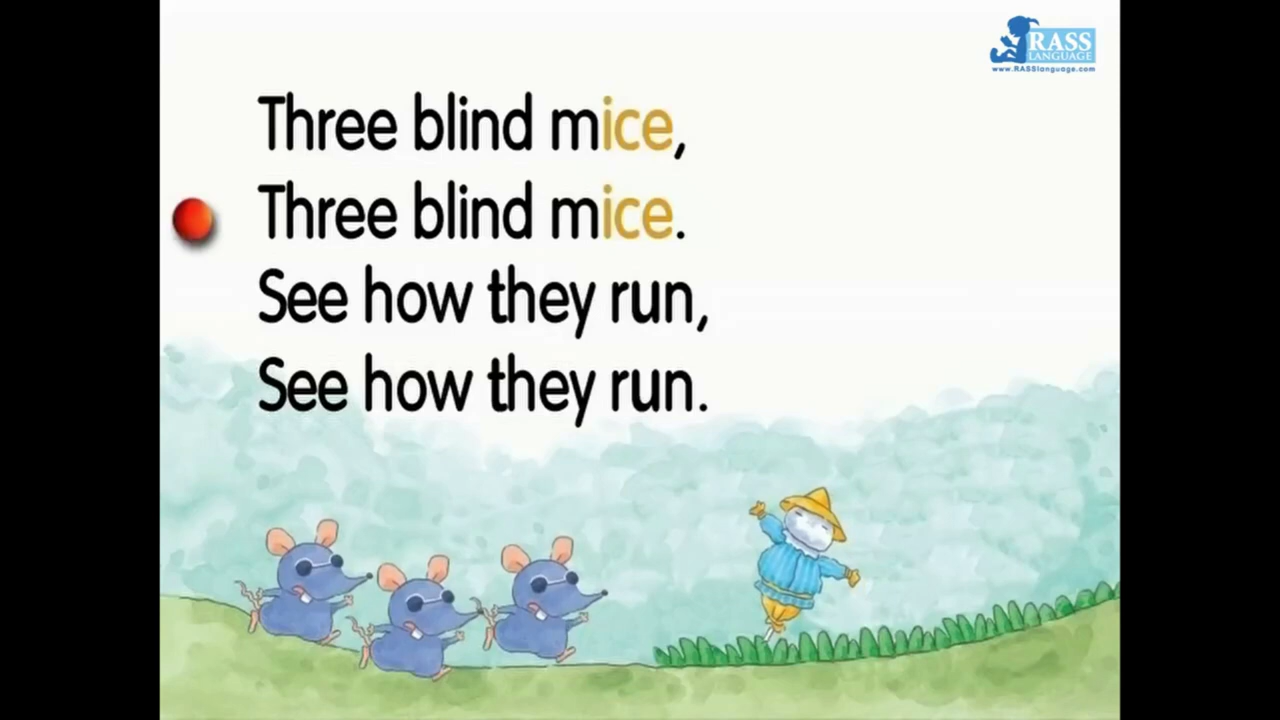 RASS
LANGUAGE
www.RASSlanguage.com
Three blind mice,
Three blind mice.
See how they run,
See how they run.